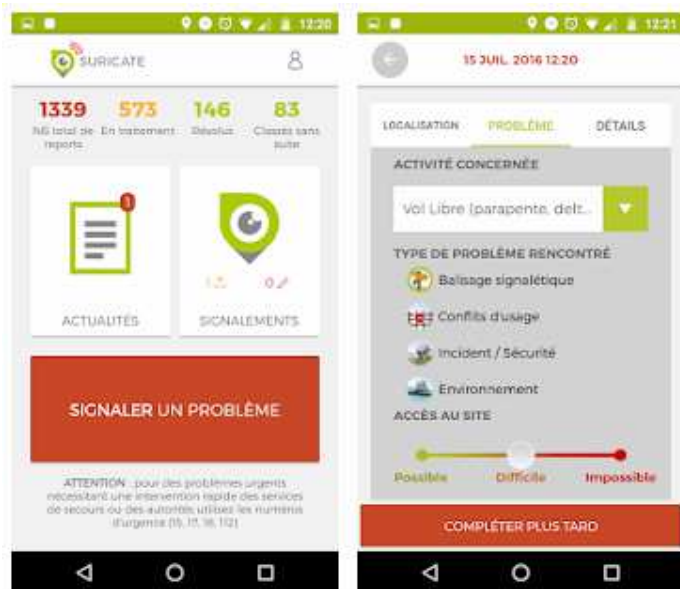 12:20
SURICATE
1339 573 146 83
NB total de En traitement Résolus Classés sans
reports suite
1
1 0
ACTUALITÉS SIGNALEMENTS
SIGNALER UN PROBLÈME
ATTENTION : pour des problèmes urgents
nécessitant une intervention rapide des services
de secours ou des autorités utilisez les numéros
d'urgence (15, 17, 18, 112)
12:21
15 JUIL. 2016 12:20
LOCALISATION PROBLÈME DÉTAILS
ACTIVITÉ CONCERNÉE
Vol Libre (parapente, delt...
TYPE DE PROBLÈME RENCONTRÉ
Balisage signalétique
Conflits d'usage
Incident / Sécurité
Environnement
ACCÈS AU SITE
Possible Difficile Impossible
COMPLÉTER PLUS TARD